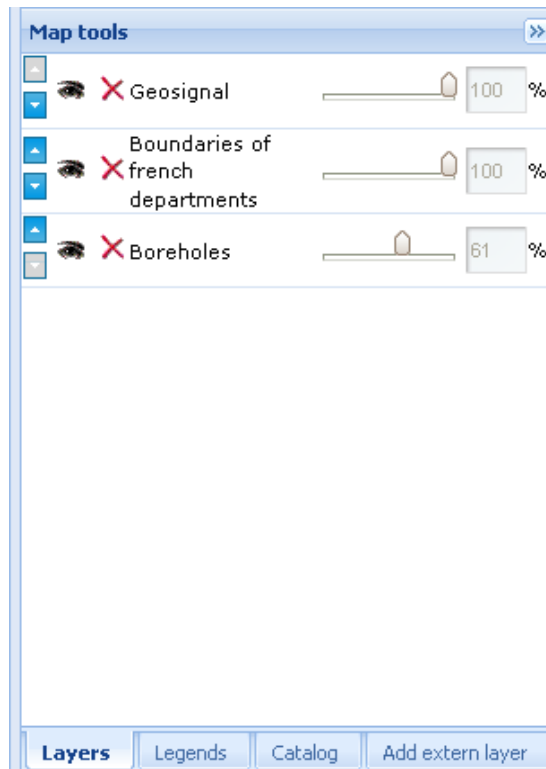 Map tools
Geosignal 100 %
Boundaries of
french 100 %
departments
Boreholes 61 %
Layers Legends Catalog Add extern layer